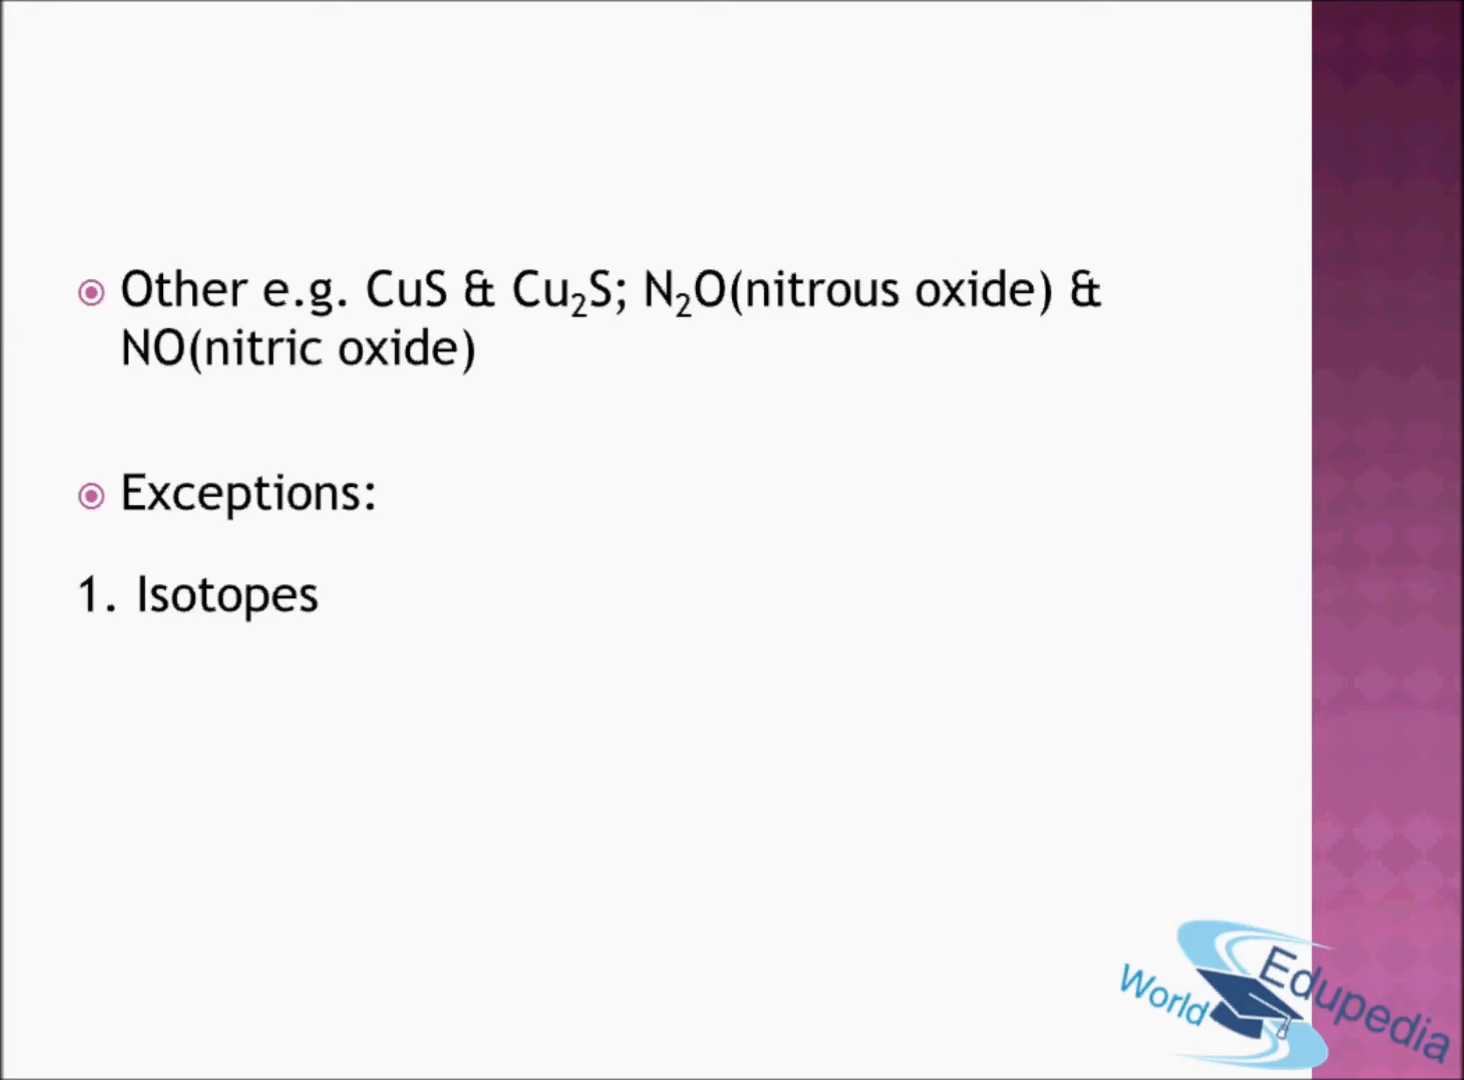 Other e.g. CuS & Cu₂S; N₂O(nitrous oxide) &
NO(nitric oxide)
Exceptions:
1. Isotopes
World Edupedia